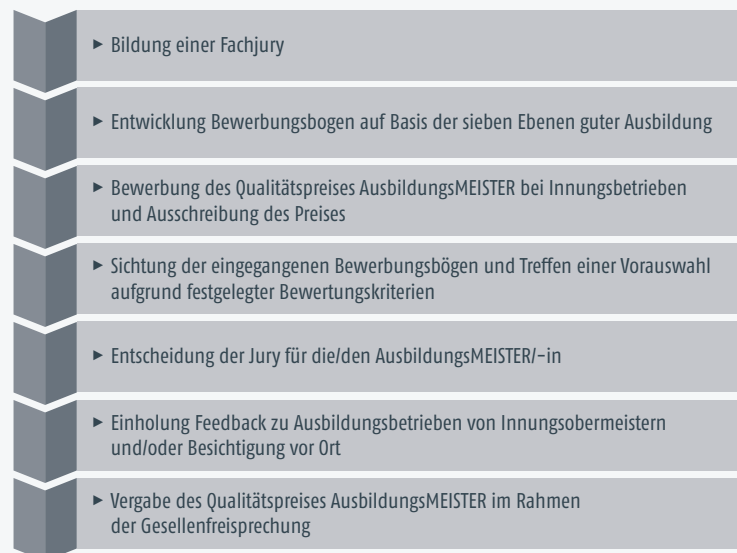 ▸ Bildung einer Fachjury
▸ Entwicklung Bewerbungsbogen auf Basis der sieben Ebenen guter Ausbildung
▸ Bewerbung des Qualitätspreises AusbildungsMEISTER bei Innungsbetrieben
und Ausschreibung des Preises
▸ Sichtung der eingegangenen Bewerbungsbögen und Treffen einer Vorauswahl
aufgrund festgelegter Bewertungskriterien
▸ Entscheidung der Jury für die/den AusbildungsMEISTER/-in
▸ Einholung Feedback zu Ausbildungsbetrieben von Innungsobermeistern
und/oder Besichtigung vor Ort
▸ Vergabe des Qualitätspreises AusbildungsMEISTER im Rahmen
der Gesellenfreisprechung